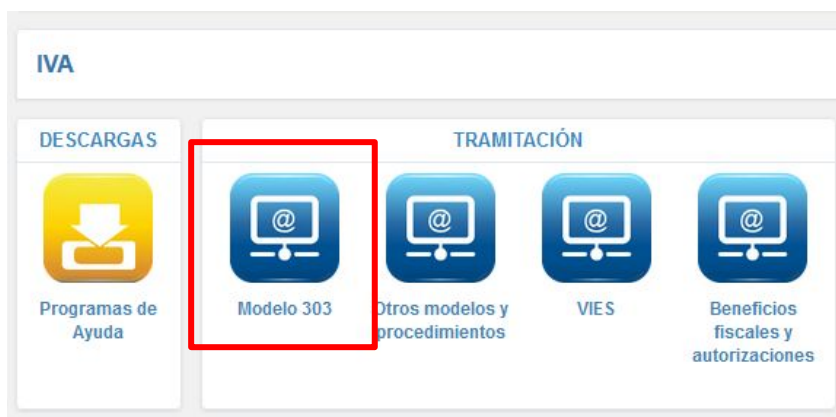 IVA
DESCARGAS
TRAMITACIÓN
@
@
@
@
Programas de
Ayuda
Modelo 303
Otros modelos y
procedimientos
VIES
Beneficios
fiscales y
autorizaciones